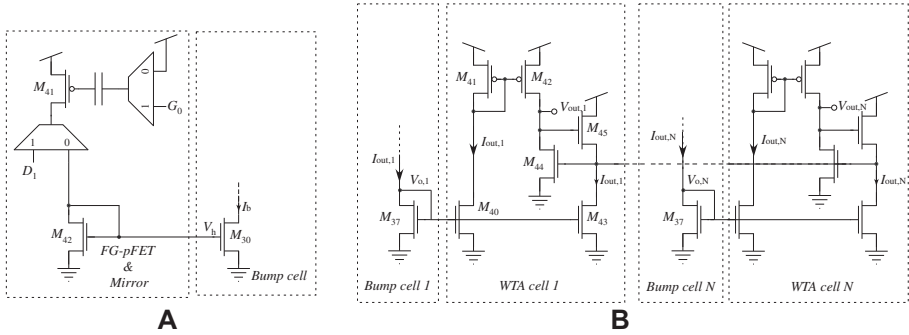 M41
0
1
G0
1
0
D1
Ib
M42
Vh
M30
FG-pFET
&
Mirror
Bump cell
A
M41
M42
Vout,1
M45
Iout,1
Iout,1
M44
Vo,1
Iout,1
M37
M40
M43
Bump cell 1
WTA cell 1
Vout,N
Iout,N
Iout,N
Vo,N
Iout,N
M37
Bump cell N
WTA cell N
B